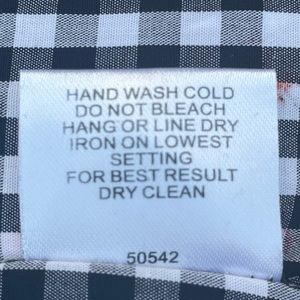 HAND WASH COLD
DO NOT BLEACH
HANG OR LINE DRY
IRON ON LOWEST
SETTING
FOR BEST RESULT
DRY CLEAN
50542